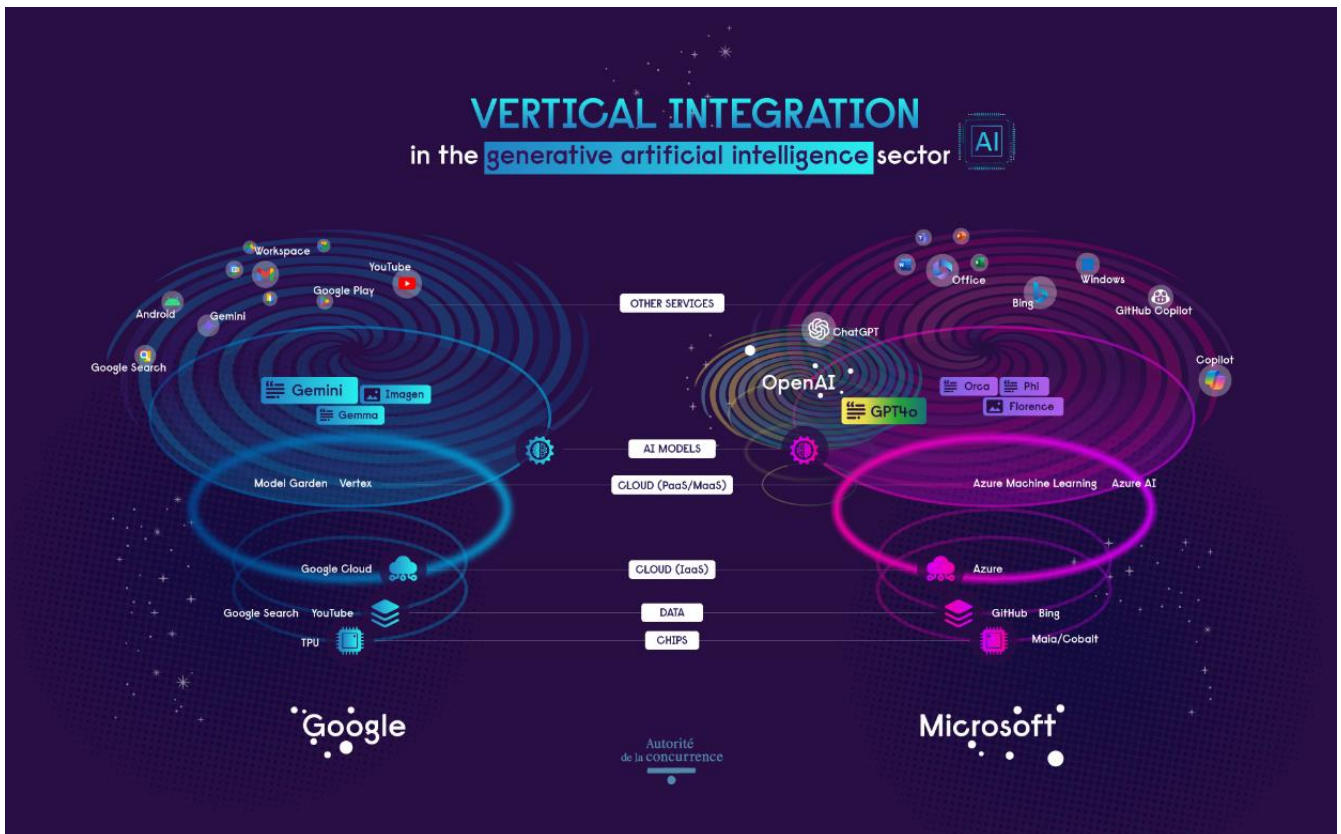 VERTICAL INTEGRATION
in the generative artificial intelligence sector
AI
Workspace
YouTube
Google Play
Android
Gemini
Google Search
Office
Windows
Bing
GitHub Copilot
Copilot
OTHER SERVICES
ChatGPT
OpenAI
Gemini
Imagen
Gemma
GPT4o
Orca
Phi
Florence
AI MODELS
Model Garden Vertex
CLOUD (PaaS/MaaS)
Azure Machine Learning Azure AI
Google Cloud
CLOUD (IaaS)
Azure
Google Search YouTube
DATA
GitHub Bing
TPU
CHIPS
Maia/Cobalt
Google
Microsoft
Autorité
de la concurrence